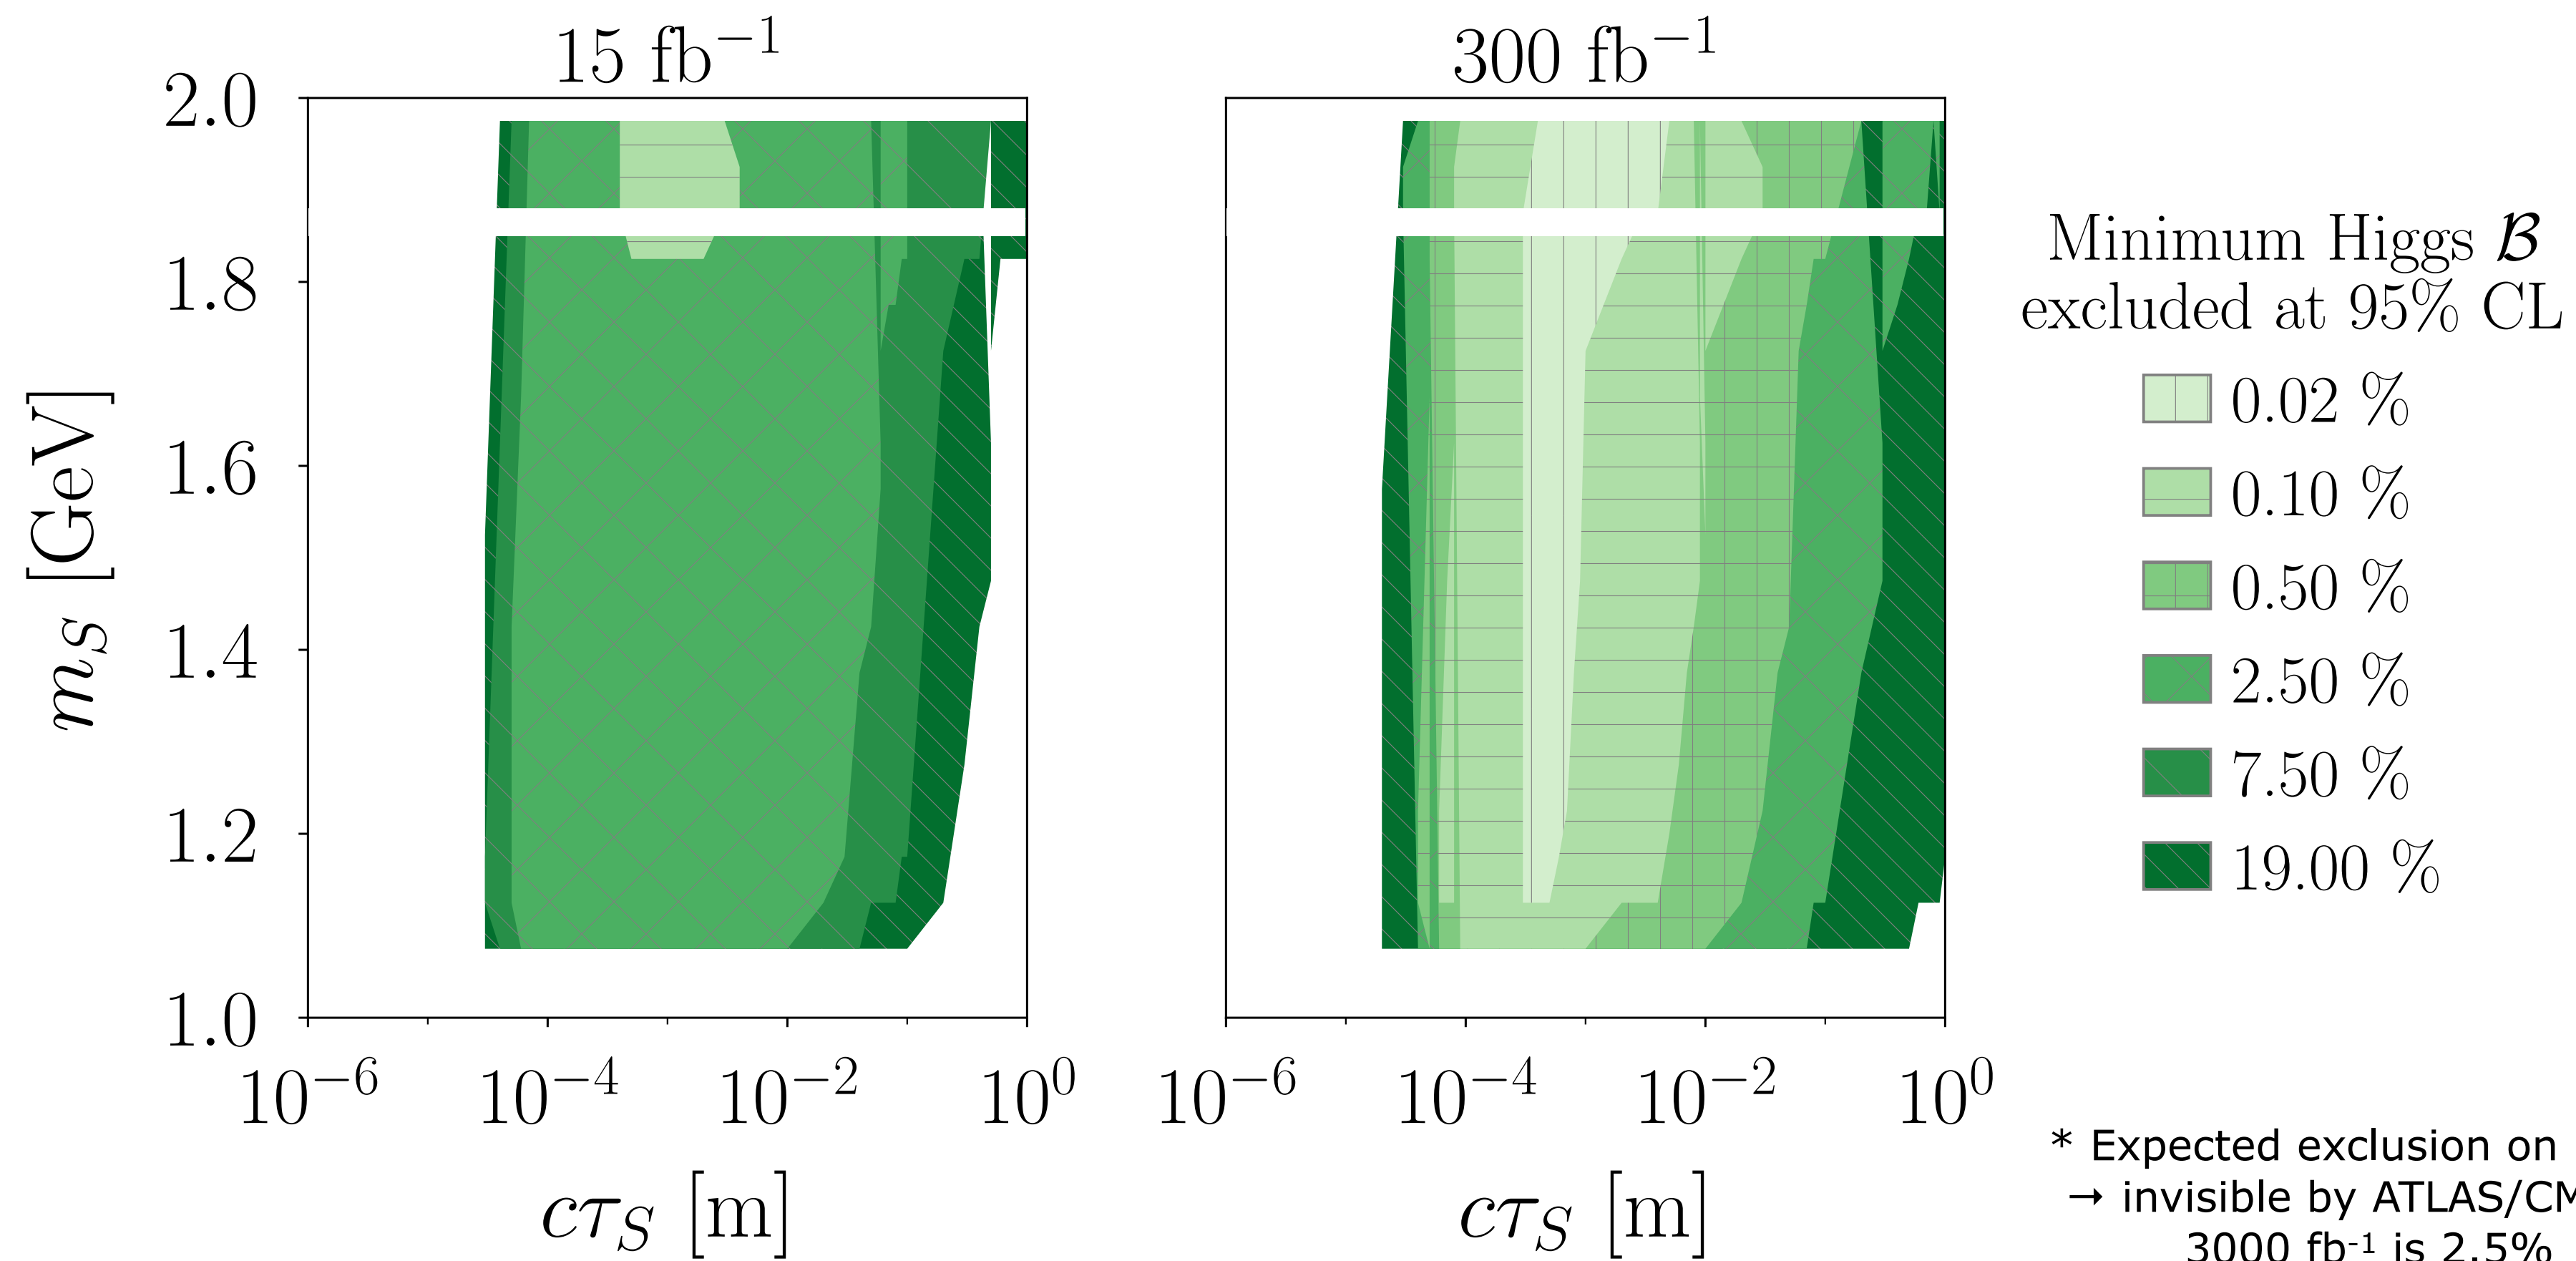 15 fb⁻¹
300 fb⁻¹
2.0
1.8
1.6
1.4
1.2
1.0
m_S [GeV]
10⁻⁶ 10⁻⁴ 10⁻² 10⁰
10⁻⁶ 10⁻⁴ 10⁻² 10⁰
cτ_S [m]
cτ_S [m]
Minimum Higgs ℬ
excluded at 95% CL
0.02 %
0.10 %
0.50 %
2.50 %
7.50 %
19.00 %
* Expected exclusion on
→ invisible by ATLAS/CM
3000 fb⁻¹ is 2.5%